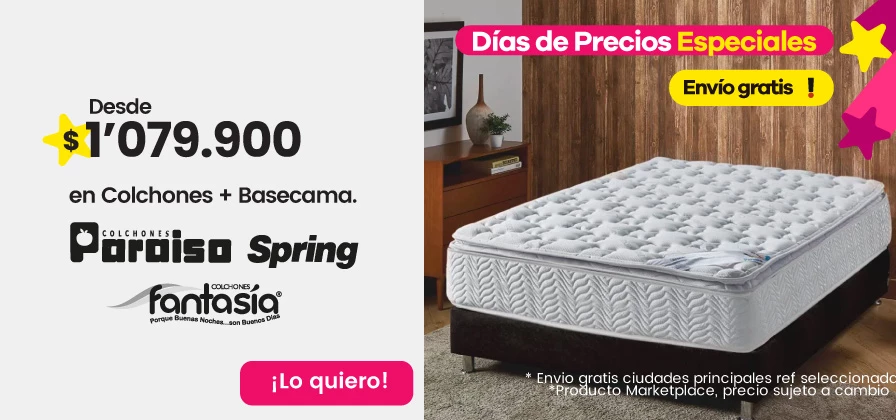 Días de Precios Especiales
Envío gratis !
Desde
$1'079.900
en Colchones + Basecama.
COLCHONES
Paraiso Spring
COLCHONES
fantasía®
Porque Buenas Noches...son Buenos Días
¡Lo quiero!
* Envio gratis ciudades principales ref seleccionada
*Producto Marketplace, precio sujeto a cambio